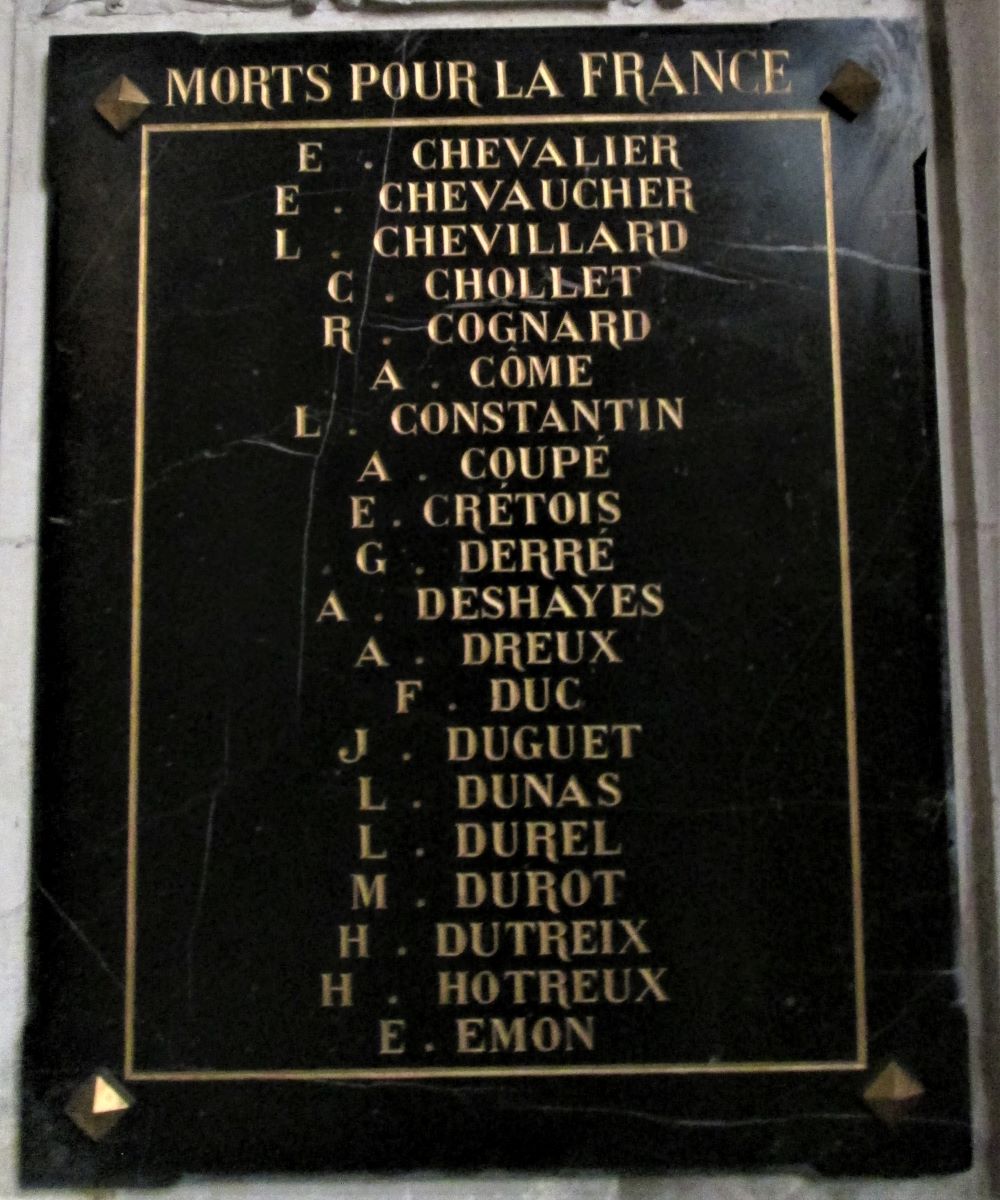 MORTS POUR LA FRANCE
E . CHEVALIER
E . CHEVAUCHER
L . CHEVILLARD
C . CHOLLET
R . COGNARD
A . CÔME
L . CONSTANTIN
A . COUPÉ
E . CRÉTOIS
G . DERRÉ
A . DESHAYES
A . DREUX
F . DUC
J . DUGUET
L . DUNAS
L . DUREL
M . DUROT
H . DUTREIX
H . HOTREUX
E . EMON